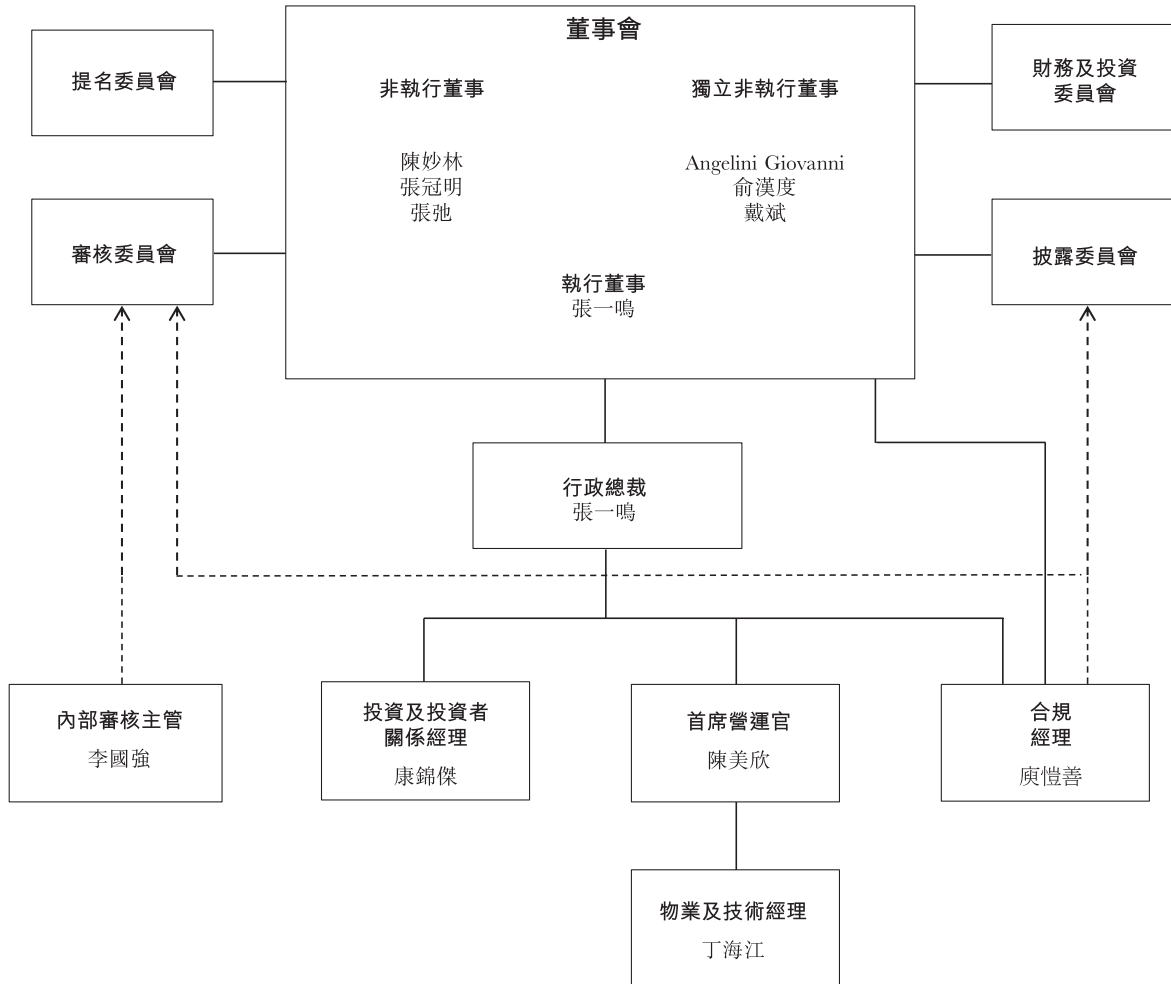 董事會
提名委員會
非執行董事
獨立非執行董事
財務及投資
委員會
陳妙林
張冠明
張弛
Angelini Giovanni
俞漢度
戴斌
審核委員會
披露委員會
執行董事
張一鳴
行政總裁
張一鳴
內部審核主管
李國強
投資及投資者
關係經理
康錦傑
首席營運官
陳美欣
合規
經理
庾愷善
物業及技術經理
丁海江